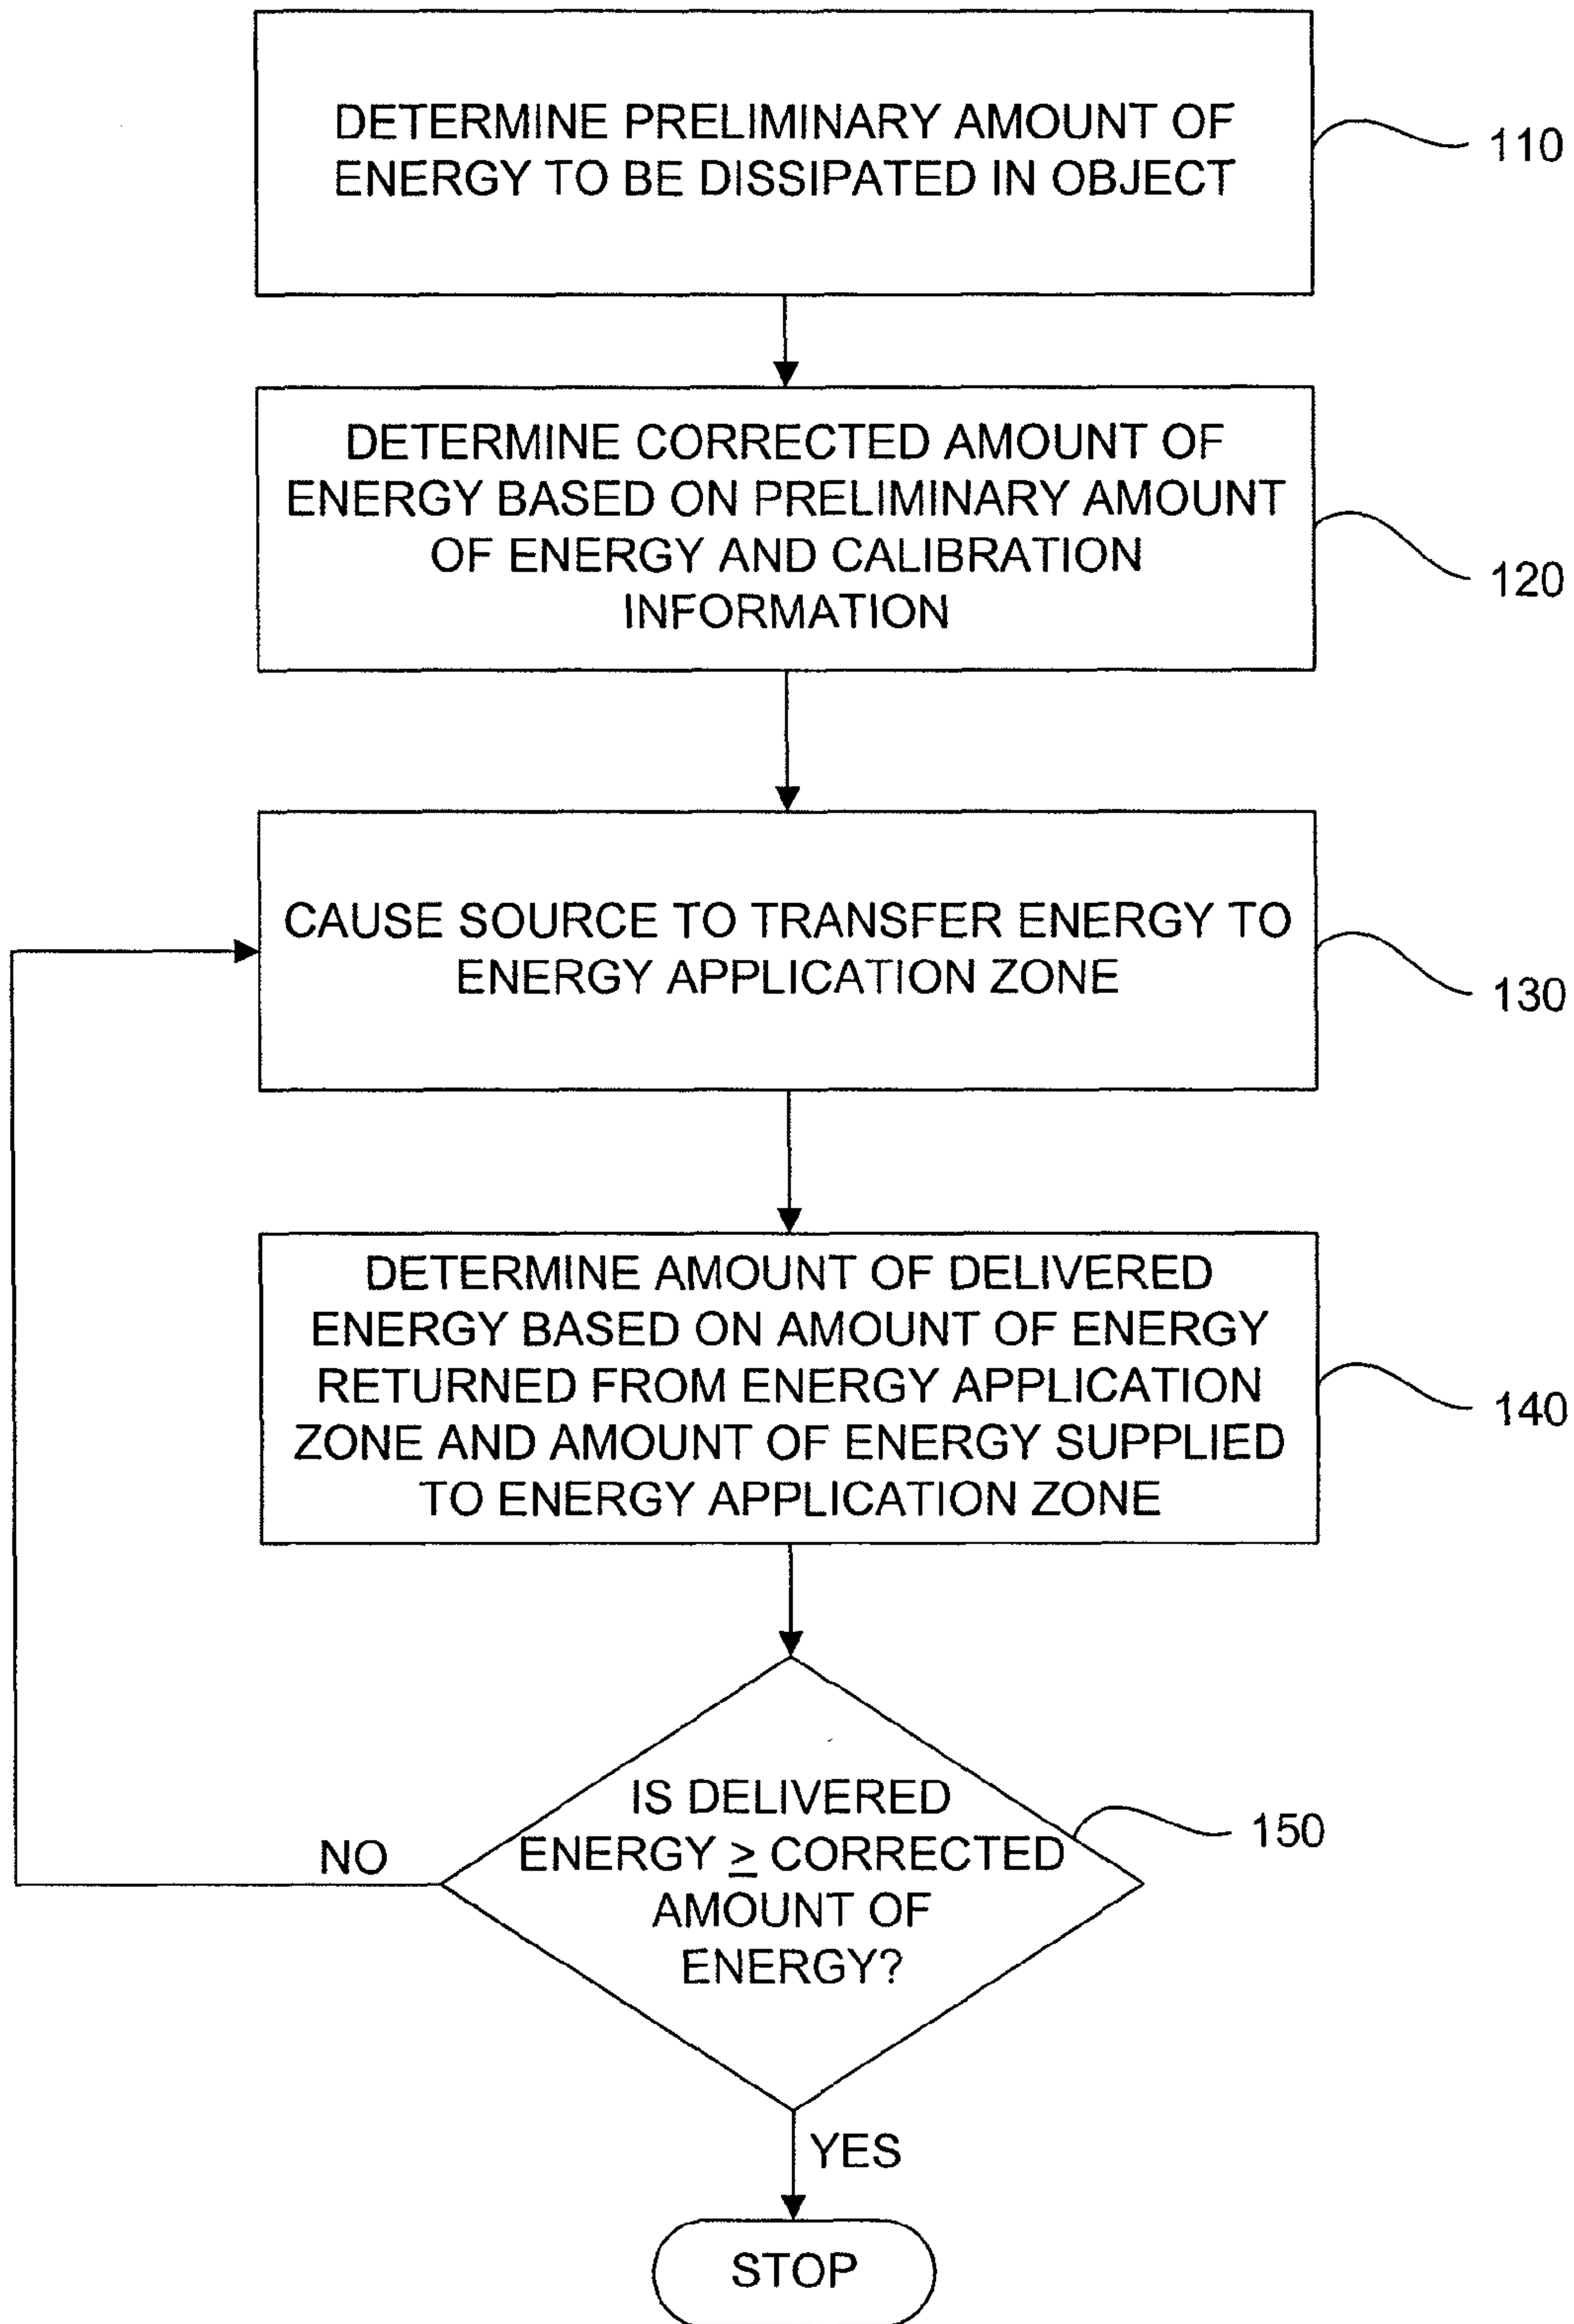 DETERMINE PRELIMINARY AMOUNT OF
ENERGY TO BE DISSIPATED IN OBJECT
110
DETERMINE CORRECTED AMOUNT OF
ENERGY BASED ON PRELIMINARY AMOUNT
OF ENERGY AND CALIBRATION
INFORMATION
120
CAUSE SOURCE TO TRANSFER ENERGY TO
ENERGY APPLICATION ZONE
130
DETERMINE AMOUNT OF DELIVERED
ENERGY BASED ON AMOUNT OF ENERGY
RETURNED FROM ENERGY APPLICATION
ZONE AND AMOUNT OF ENERGY SUPPLIED
TO ENERGY APPLICATION ZONE
140
IS DELIVERED
ENERGY ≥ CORRECTED
AMOUNT OF
ENERGY?
150
NO
YES
STOP